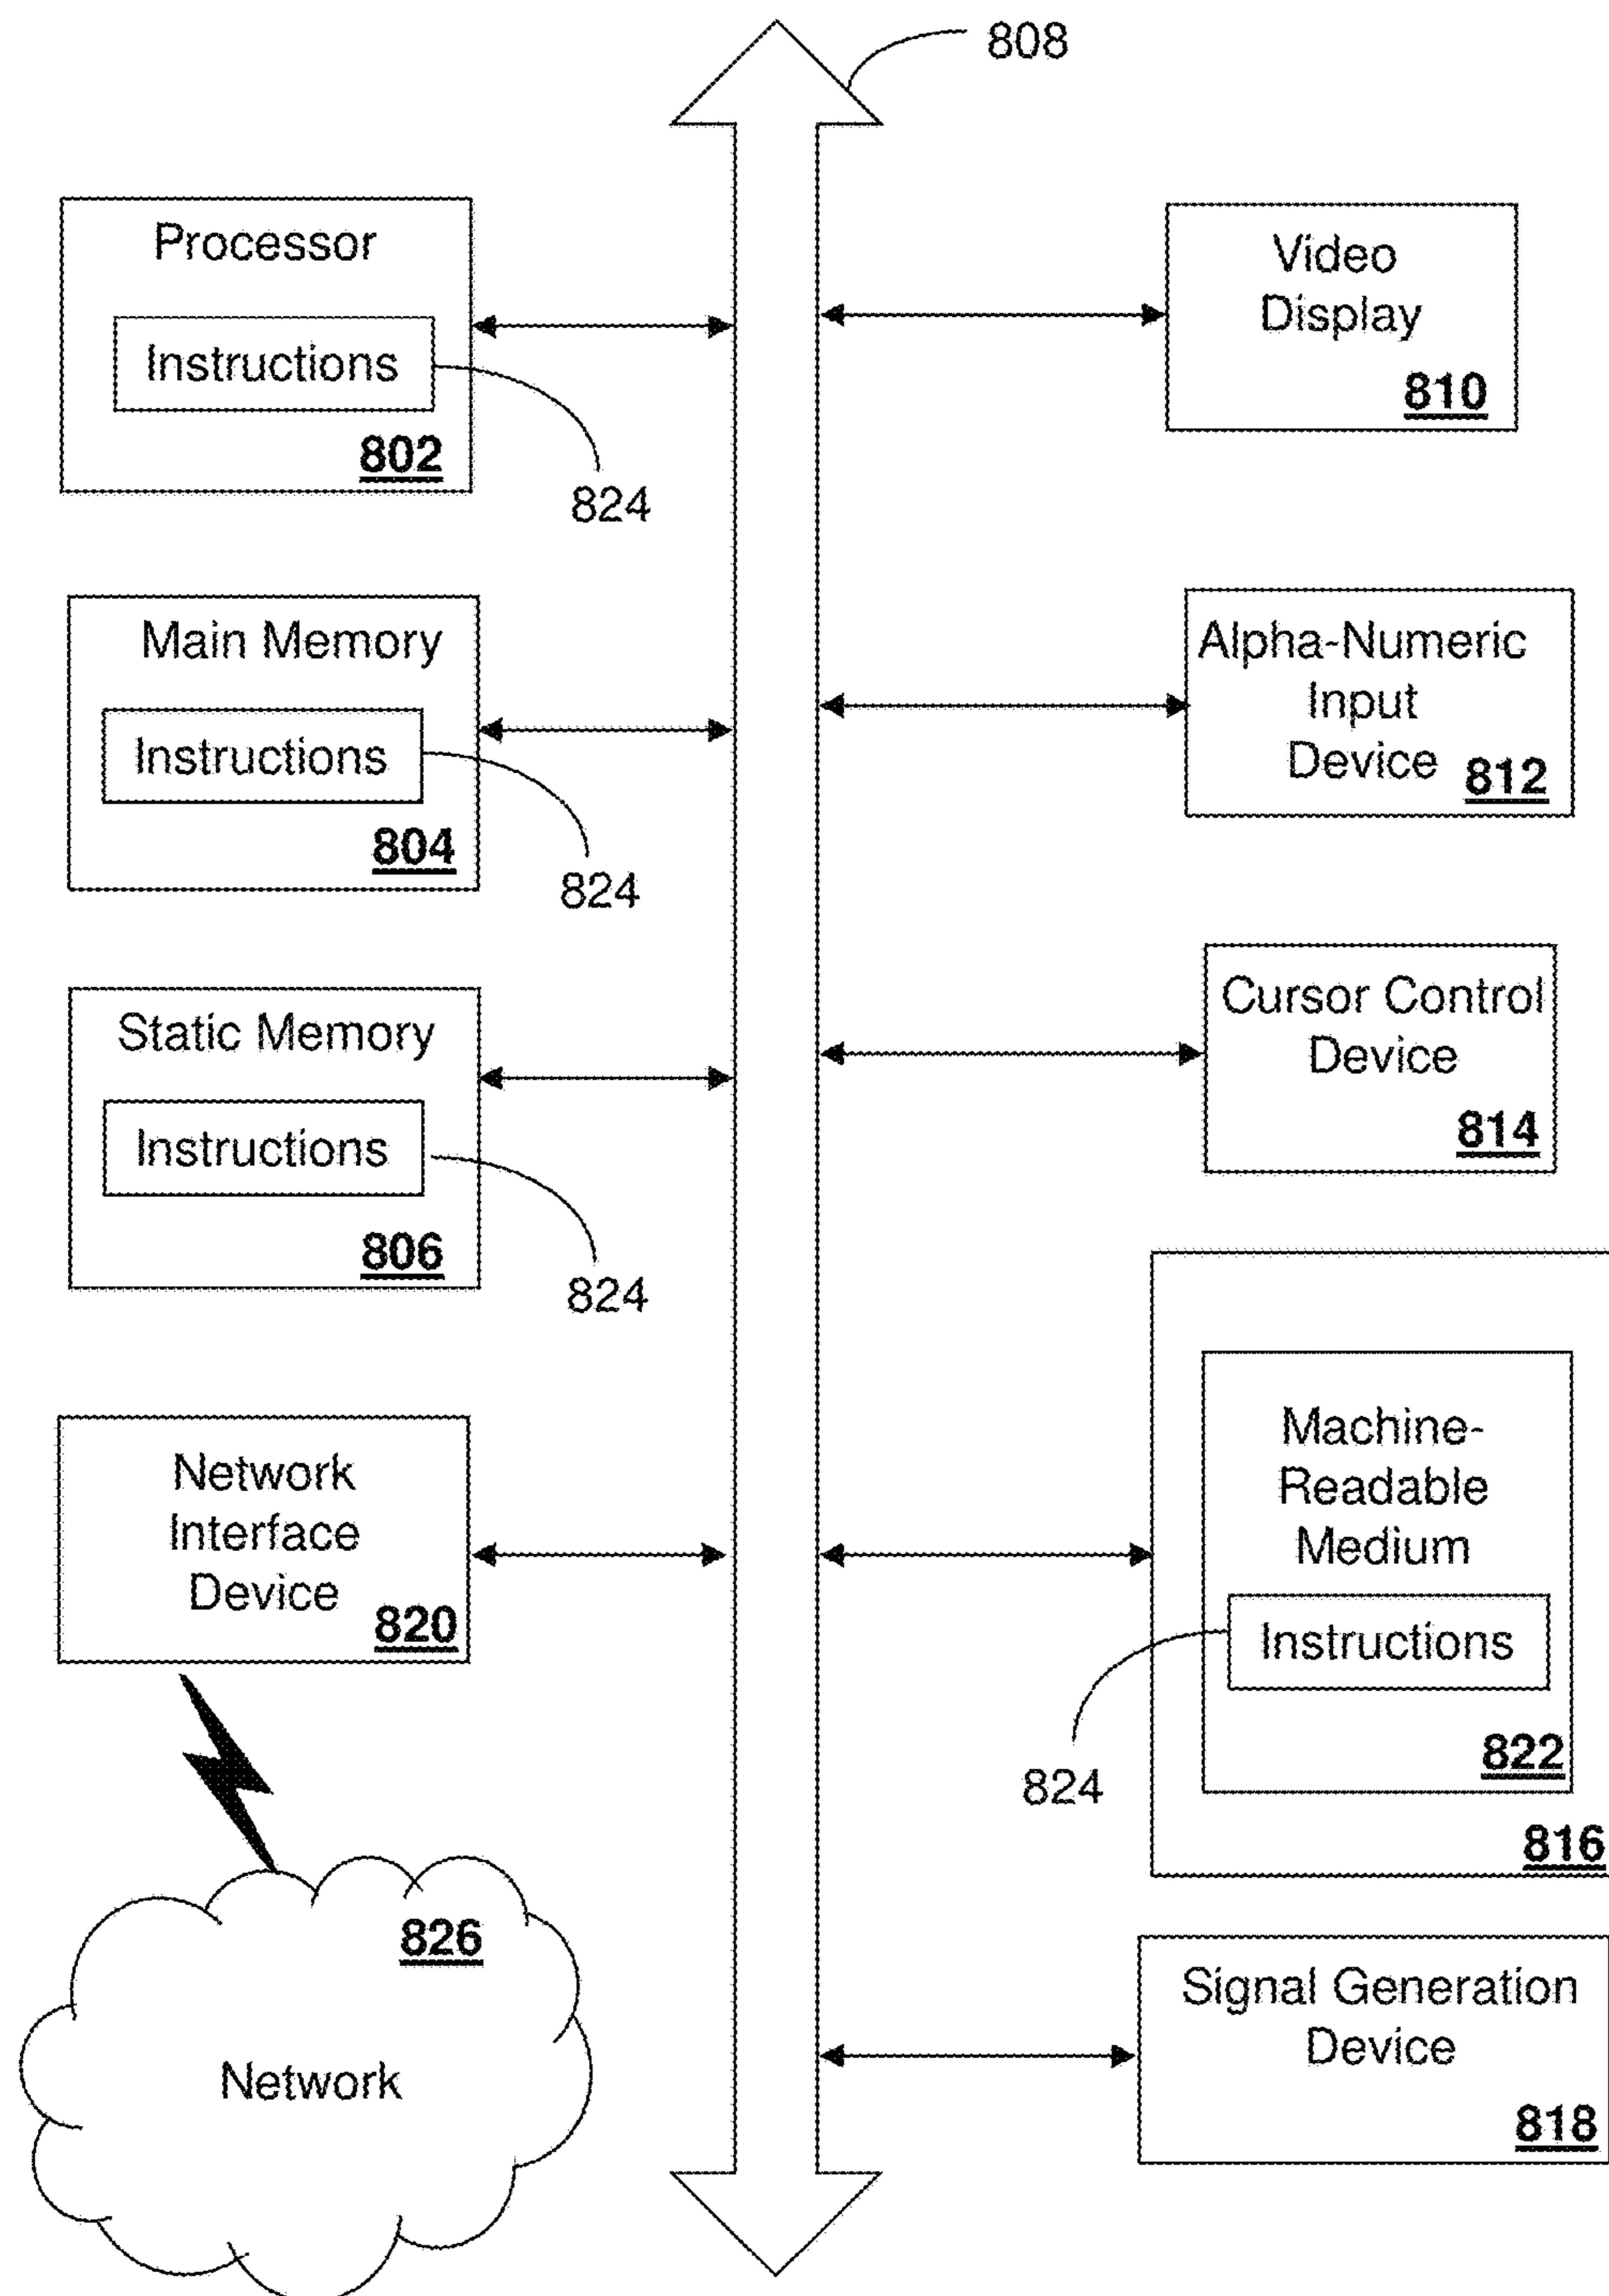 808
Processor
Instructions
802
824
Main Memory
Instructions
804
824
Static Memory
Instructions
806
824
Network
Interface
Device
820
826
Network
Video
Display
810
Alpha-Numeric
Input
Device
812
Cursor Control
Device
814
Machine-
Readable
Medium
Instructions
824
822
816
Signal Generation
Device
818